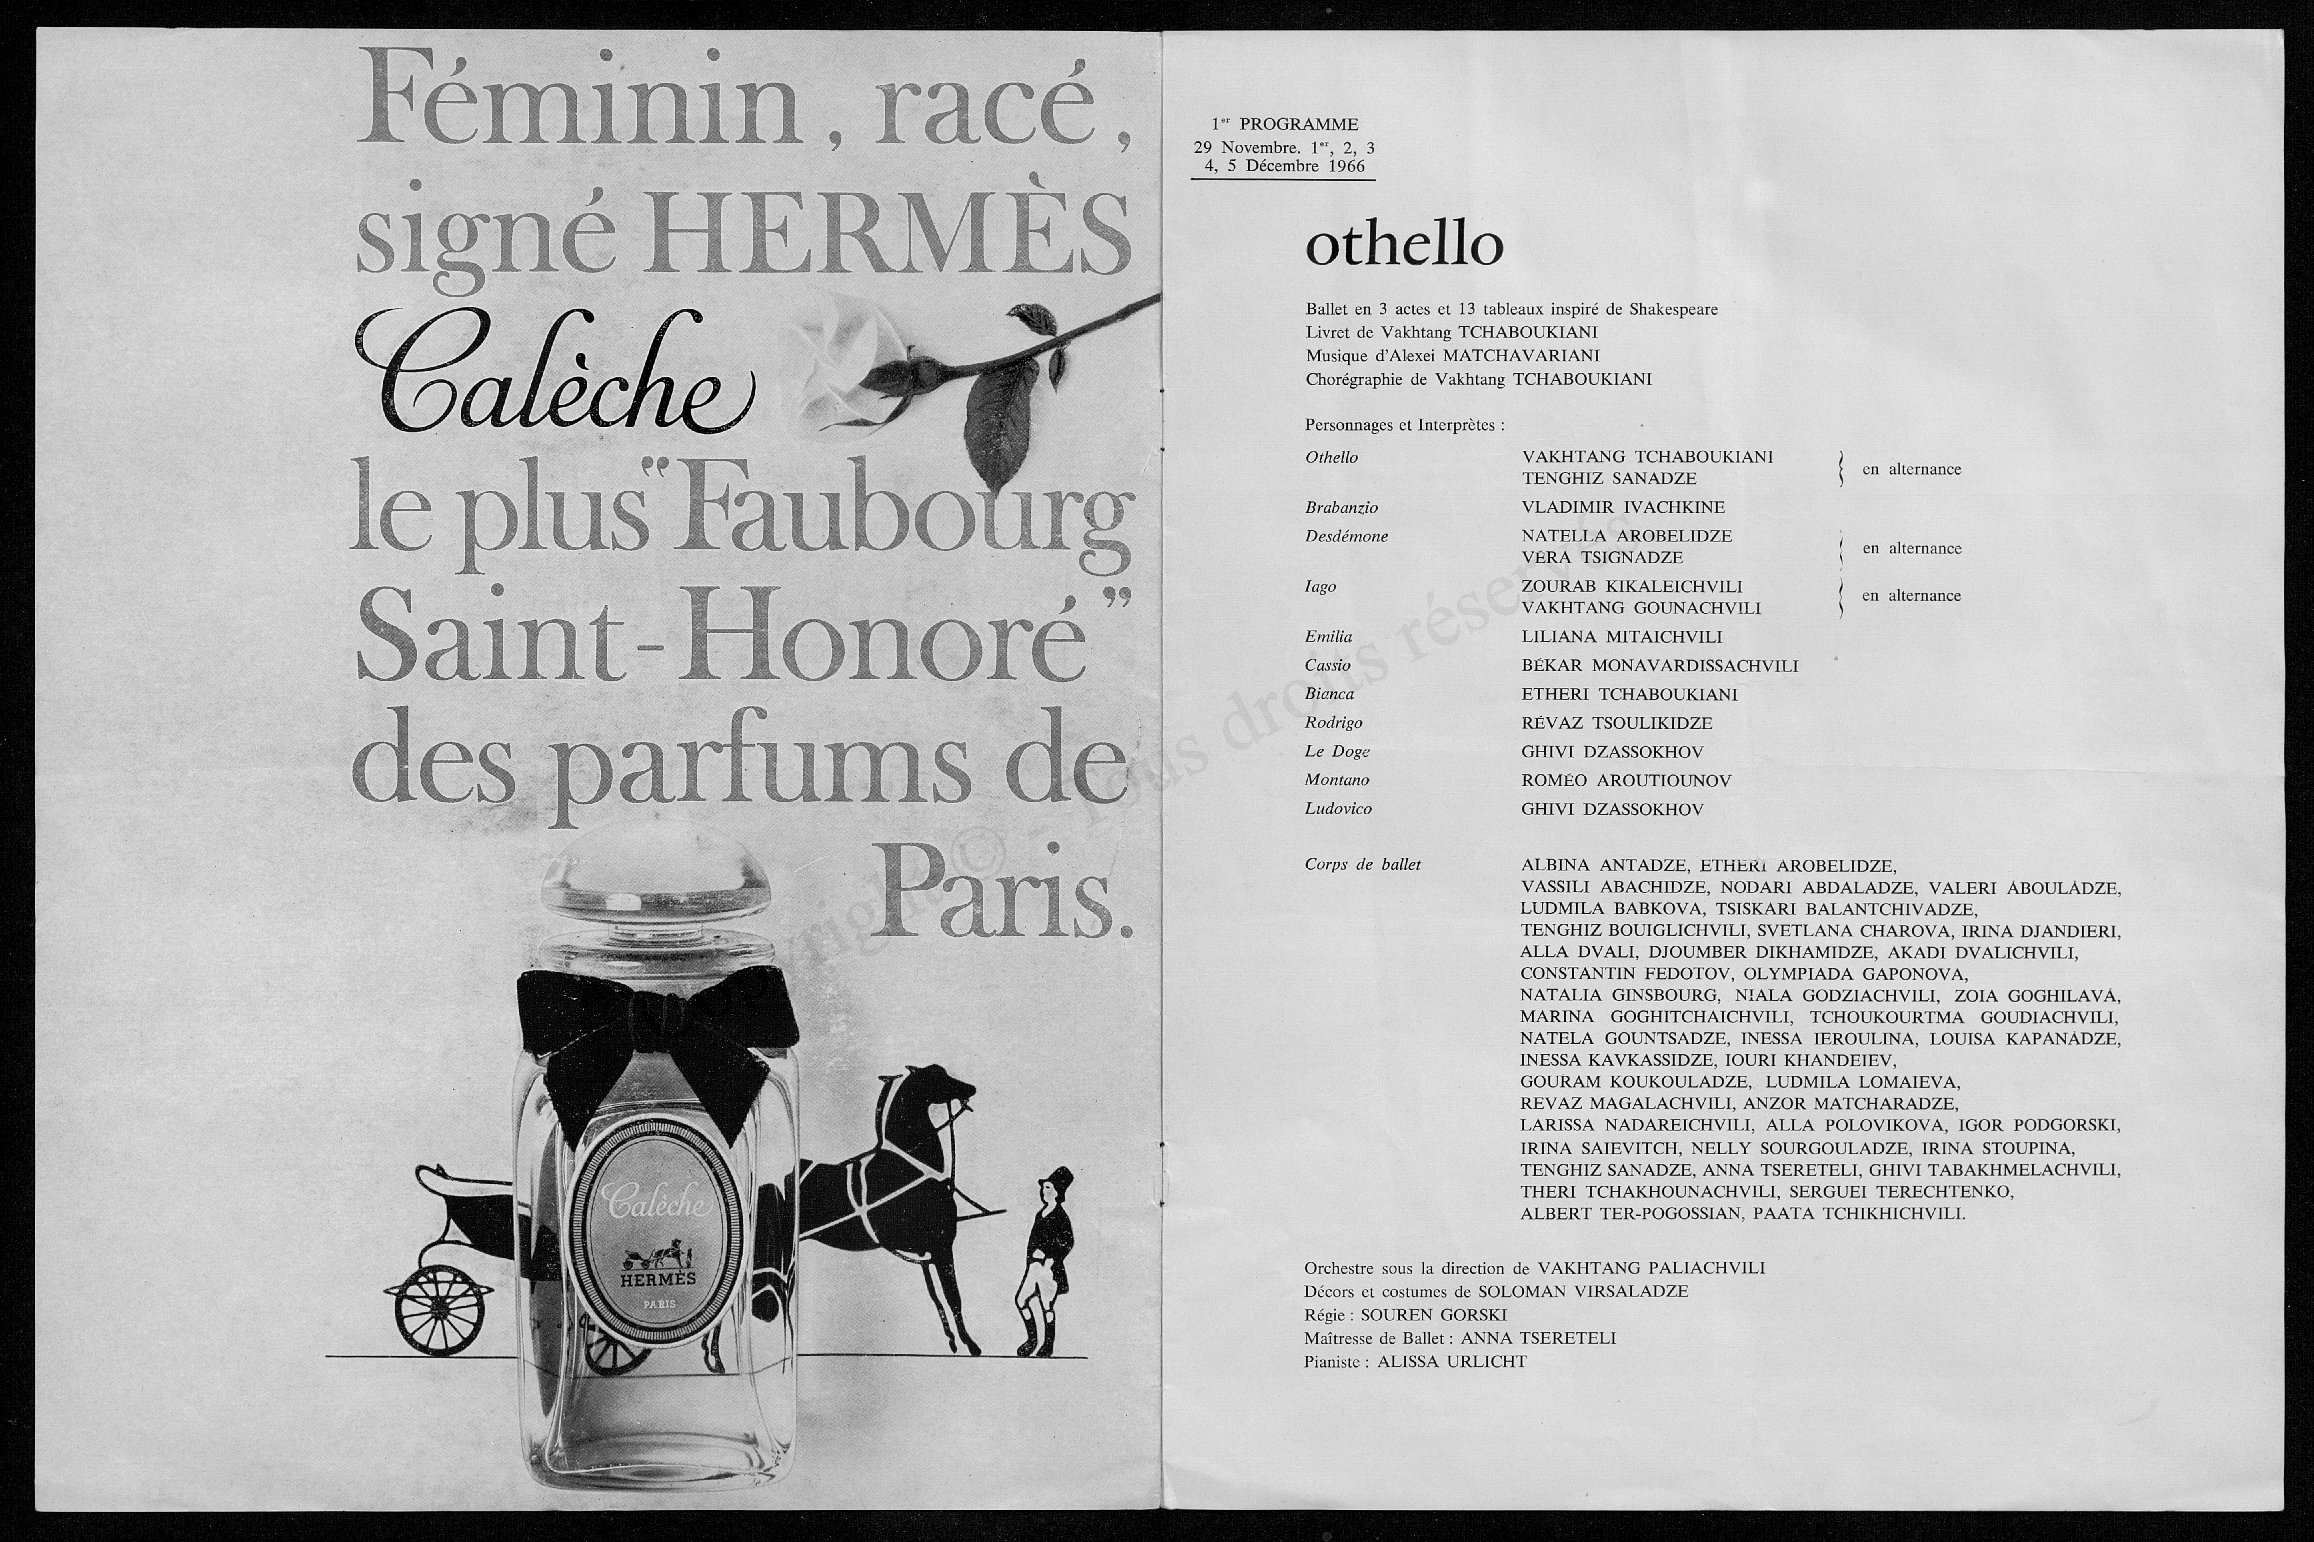 Féminin, racé,
signé HERMÈS
Calèche
le plus "Faubourg
Saint-Honoré"
des parfums de
Paris.
Calèche
HERMÈS
PARIS
1er PROGRAMME
29 Novembre. 1er, 2, 3
4, 5 Décembre 1966
othello
Ballet en 3 actes et 13 tableaux inspiré de Shakespeare
Livret de Vakhtang TCHABOUKIANI
Musique d'Alexei MATCHAVARIANI
Chorégraphie de Vakhtang TCHABOUKIANI
Personnages et Interprètes :
Othello VAKHTANG TCHABOUKIANI
TENGHIZ SANADZE
en alternance
Brabanzio VLADIMIR IVACHKINE
Desdémone NATELLA AROBELIDZE
VÉRA TSIGNADZE
en alternance
Iago ZOURAB KIKALEICHVILI
VAKHTANG GOUNACHVILI
en alternance
Emilia LILIANA MITAICHVILI
Cassio BÉKAR MONAVARDISSACHVILI
Bianca ETHERI TCHABOUKIANI
Rodrigo RÉVAZ TSOULIKIDZE
Le Doge GHIVI DZASSOKHOV
Montano ROMÉO AROUTIOUNOV
Ludovico GHIVI DZASSOKHOV
Corps de ballet ALBINA ANTADZE, ETHERI AROBELIDZE,
VASSILI ABACHIDZE, NODARI ABDALADZE, VALERI ABOULADZE,
LUDMILA BABKOVA, TSISKARI BALANTCHIVADZE,
TENGHIZ BOUIGLICHVILI, SVETLANA CHAROVA, IRINA DJANDIERI,
ALLA DVALI, DJOUMBER DIKHAMIDZE, AKADI DVALICHVILI,
CONSTANTIN FEDOTOV, OLYMPIADA GAPONOVA,
NATALIA GINSBOURG, NIALA GODZIACHVILI, ZOIA GOGHILAVA,
MARINA GOGHITCHAICHVILI, TCHOUKOURTMA GOUDIACHVILI,
NATELA GOUNTSADZE, INESSA IEROULINA, LOUISA KAPANADZE,
INESSA KAVKASSIDZE, IOURI KHANDEIEV,
GOURAM KOUKOULADZE, LUDMILA LOMAIEVA,
REVAZ MAGALACHVILI, ANZOR MATCHARADZE,
LARISSA NADAREICHVILI, ALLA POLOVIKOVA, IGOR PODGORSKI,
IRINA SAIEVITCH, NELLY SOURGOULADZE, IRINA STOUPINA,
TENGHIZ SANADZE, ANNA TSERETELI, GHIVI TABAKHMELACHVILI,
THERI TCHAKHOUNACHVILI, SERGUEI TERECHTENKO,
ALBERT TER-POGOSSIAN, PAATA TCHIKHICHVILI.
Orchestre sous la direction de VAKHTANG PALIACHVILI
Décors et costumes de SOLOMAN VIRSALADZE
Régie : SOUREN GORSKI
Maîtresse de Ballet : ANNA TSERETELI
Pianiste : ALISSA URLICHT
Copyright © - Tous droits réservés